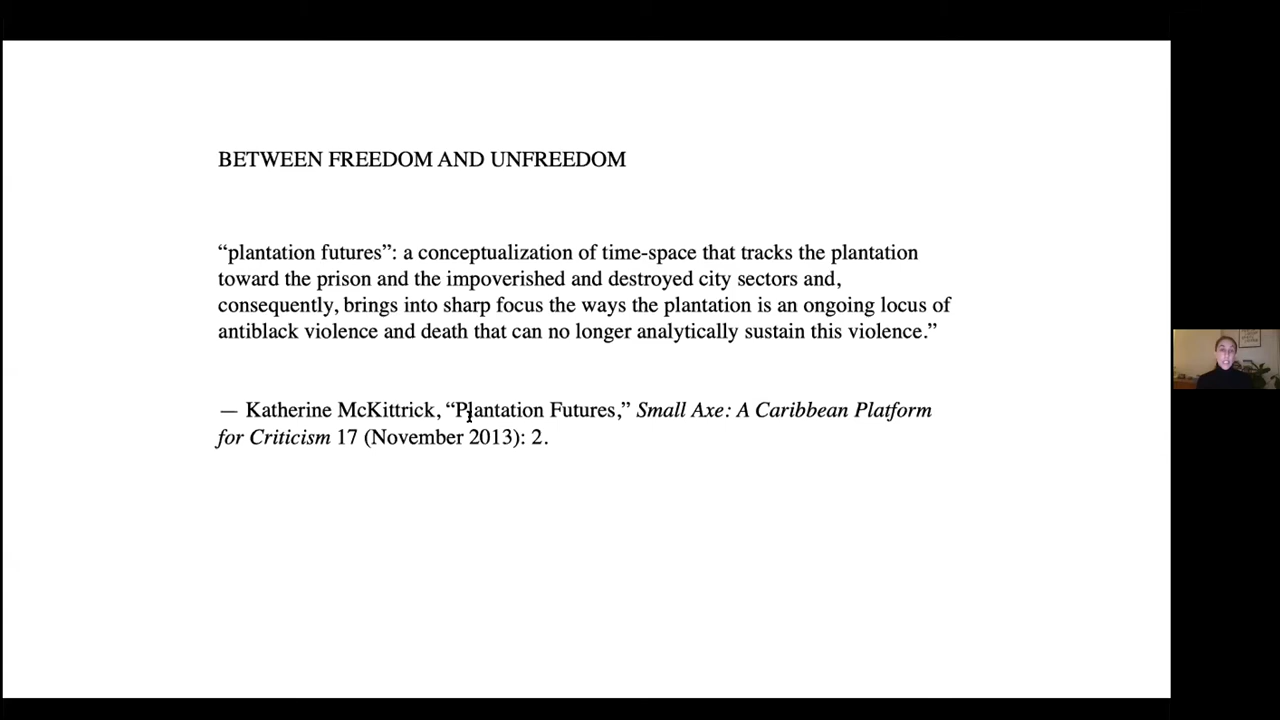 BETWEEN FREEDOM AND UNFREEDOM
“plantation futures”: a conceptualization of time-space that tracks the plantation
toward the prison and the impoverished and destroyed city sectors and,
consequently, brings into sharp focus the ways the plantation is an ongoing locus of
antiblack violence and death that can no longer analytically sustain this violence.”
— Katherine McKittrick, “Plantation Futures,” Small Axe: A Caribbean Platform
for Criticism 17 (November 2013): 2.